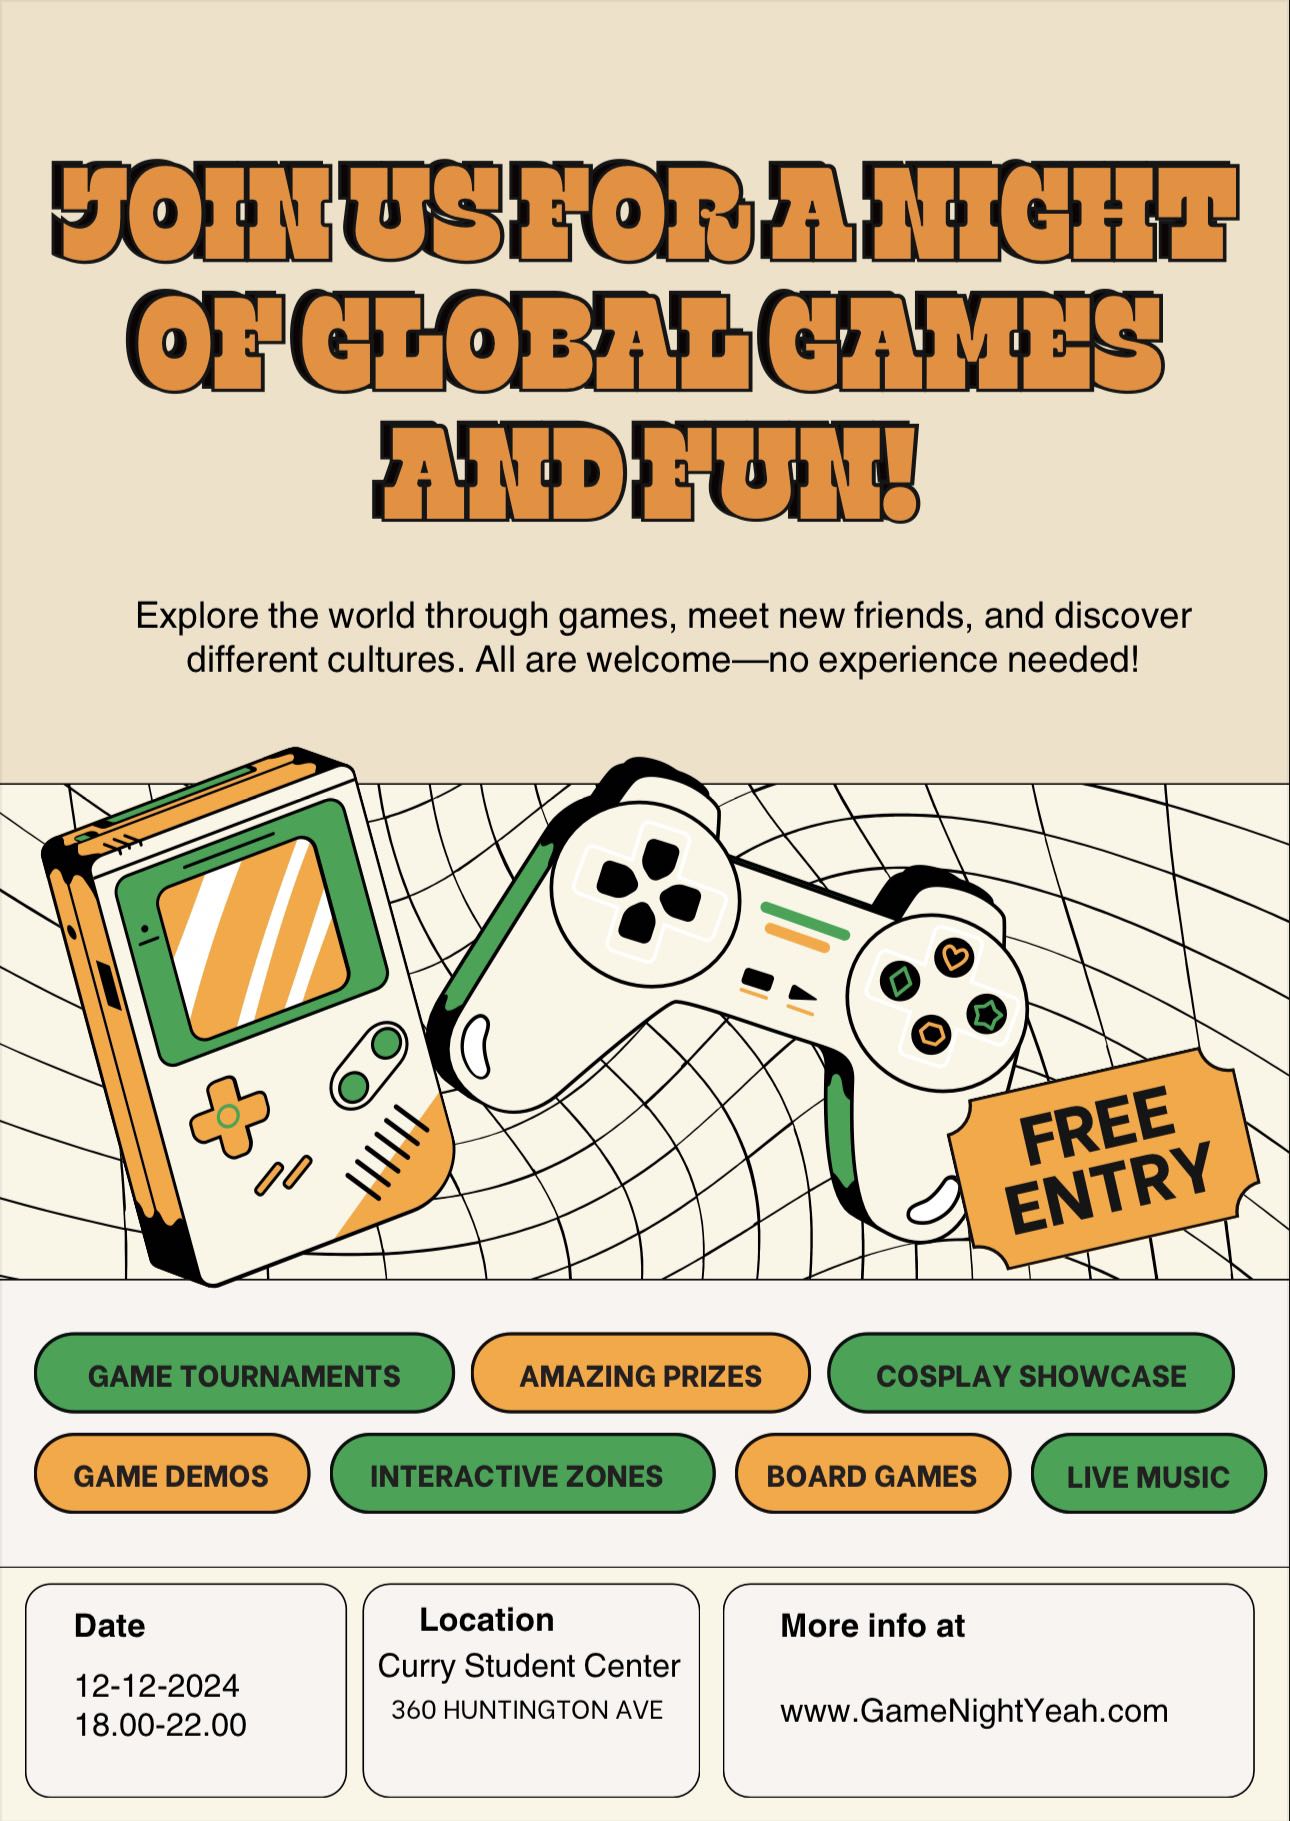 JOIN US FOR A NIGHT
OF GLOBAL GAMES
AND FUN!
Explore the world through games, meet new friends, and discover
different cultures. All are welcome—no experience needed!
FREE
ENTRY
GAME TOURNAMENTS
AMAZING PRIZES
COSPLAY SHOWCASE
GAME DEMOS
INTERACTIVE ZONES
BOARD GAMES
LIVE MUSIC
Date
12-12-2024
18.00-22.00
Location
Curry Student Center
360 HUNTINGTON AVE
More info at
www.GameNightYeah.com